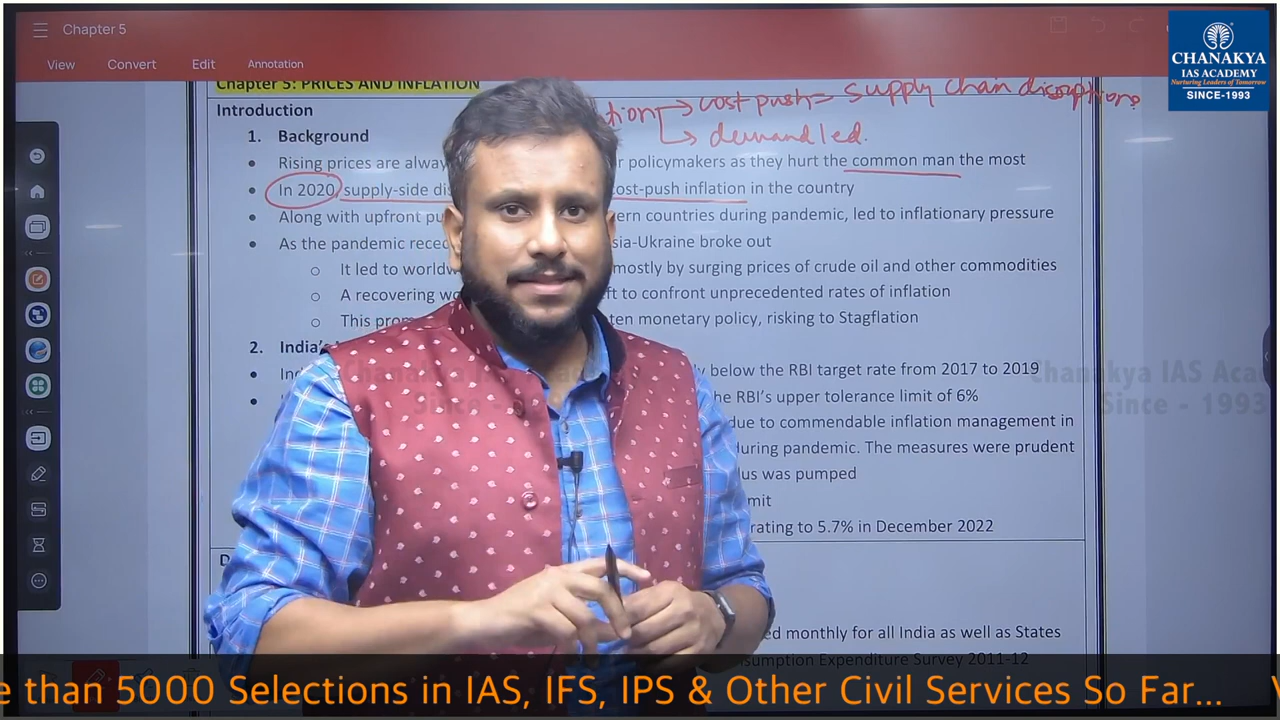 Chapter 5
View Convert Edit Annotation
CHANAKYA
IAS ACADEMY
Nurturing Leaders of Tomorrow
SINCE-1993
Chapter 5: PRICES AND INFLATION
tion → cost push = supply chain disruptions
→ demand led.
Introduction
1. Background
• Rising prices are alway r policymakers as they hurt the common man the most
• In 2020, supply-side dis cost-push inflation in the country
• Along with upfront pu ern countries during pandemic, led to inflationary pressure
• As the pandemic reced sia-Ukraine broke out
o It led to worldw mostly by surging prices of crude oil and other commodities
o A recovering wo ft to confront unprecedented rates of inflation
o This prom ten monetary policy, risking to Stagflation
2. India's
• Ind y below the RBI target rate from 2017 to 2019
he RBI's upper tolerance limit of 6%
due to commendable inflation management in
during pandemic. The measures were prudent
lus was pumped
mit
rating to 5.7% in December 2022
Chanakya IAS Acad
Since - 1993
D
ed monthly for all India as well as States
sumption Expenditure Survey 2011-12
e than 5000 Selections in IAS, IFS, IPS & Other Civil Services So Far...